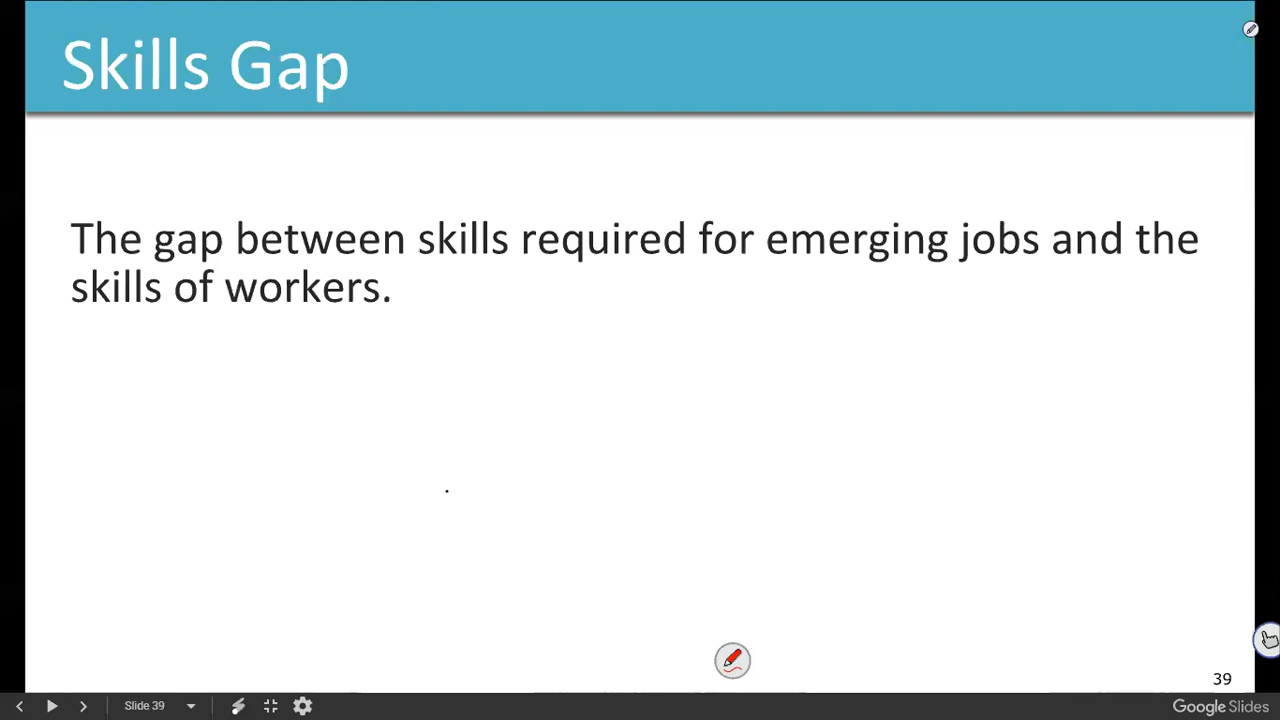 Skills Gap
The gap between skills required for emerging jobs and the
skills of workers.
39
Slide 39
Google Slides